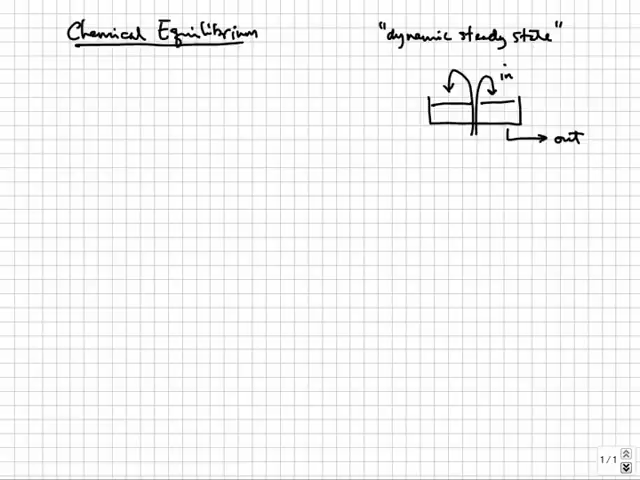 Chemical Equilibrium
"dynamic steady state"
in
out
1/1